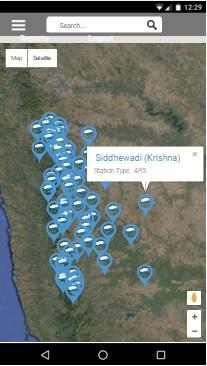 12:29
Search...
Map Satellite
Siddhewadi (Krishna) ×
Station Type : ARS
+
−